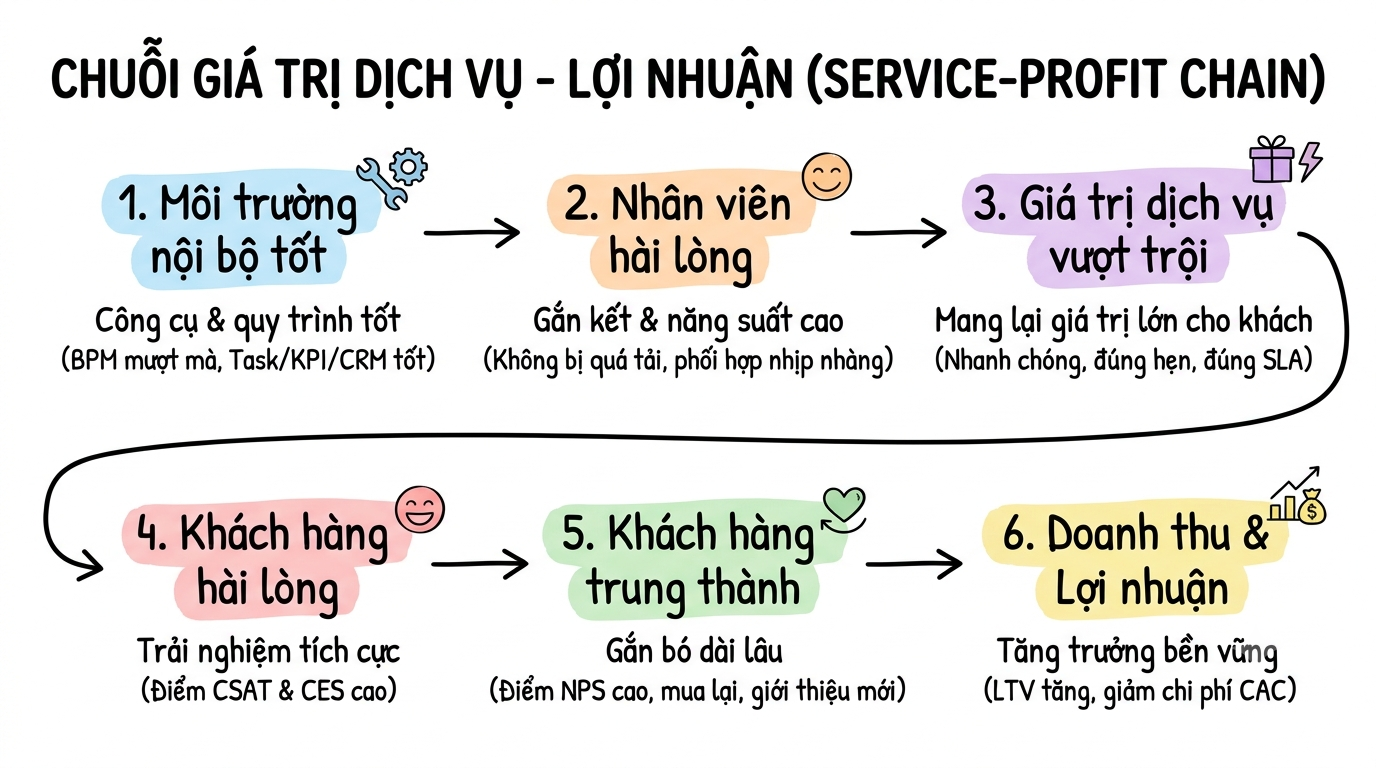 CHUỖI GIÁ TRỊ DỊCH VỤ - LỢI NHUẬN (SERVICE-PROFIT CHAIN)
1. Môi trường
nội bộ tốt
Công cụ & quy trình tốt
(BPM mượt mà, Task/KPI/CRM tốt)
2. Nhân viên
hài lòng
Gắn kết & năng suất cao
(Không bị quá tải, phối hợp nhịp nhàng)
3. Giá trị dịch vụ
vượt trội
Mang lại giá trị lớn cho khách
(Nhanh chóng, đúng hẹn, đúng SLA)
4. Khách hàng
hài lòng
Trải nghiệm tích cực
(Điểm CSAT & CES cao)
5. Khách hàng
trung thành
Gắn bó dài lâu
(Điểm NPS cao, mua lại, giới thiệu mới)
6. Doanh thu &
Lợi nhuận
Tăng trưởng bền vững
(LTV tăng, giảm chi phí CAC)